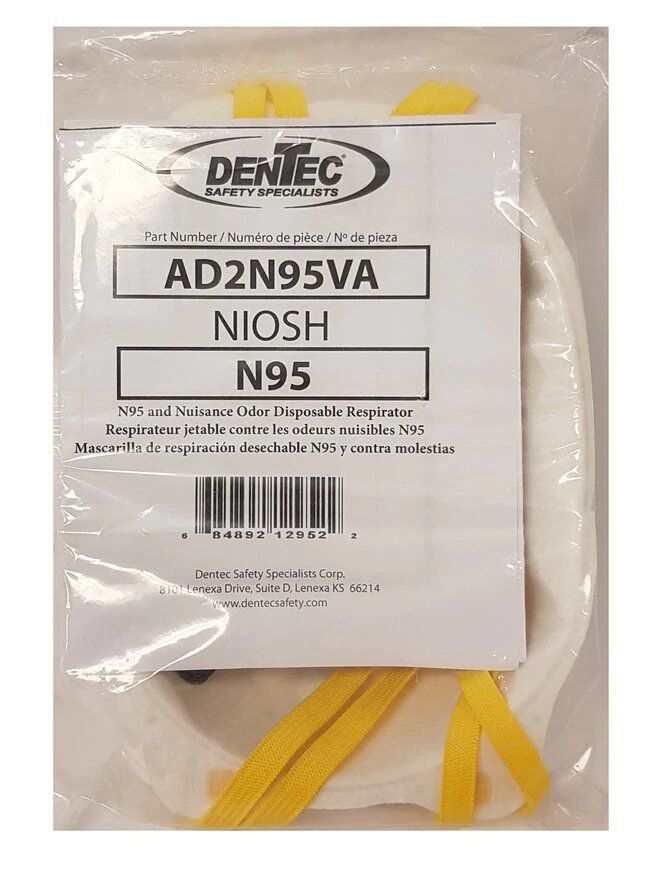 DENTEC®
SAFETY SPECIALISTS
Part Number / Numéro de pièce / Nº de pieza
AD2N95VA
NIOSH
N95
N95 and Nuisance Odor Disposable Respirator
Respirateur jetable contre les odeurs nuisibles N95
Mascarilla de respiración desechable N95 y contra molestias
6 84892 12952 2
Dentec Safety Specialists Corp.
8101 Lenexa Drive, Suite D, Lenexa KS 66214
www.dentecsafety.com